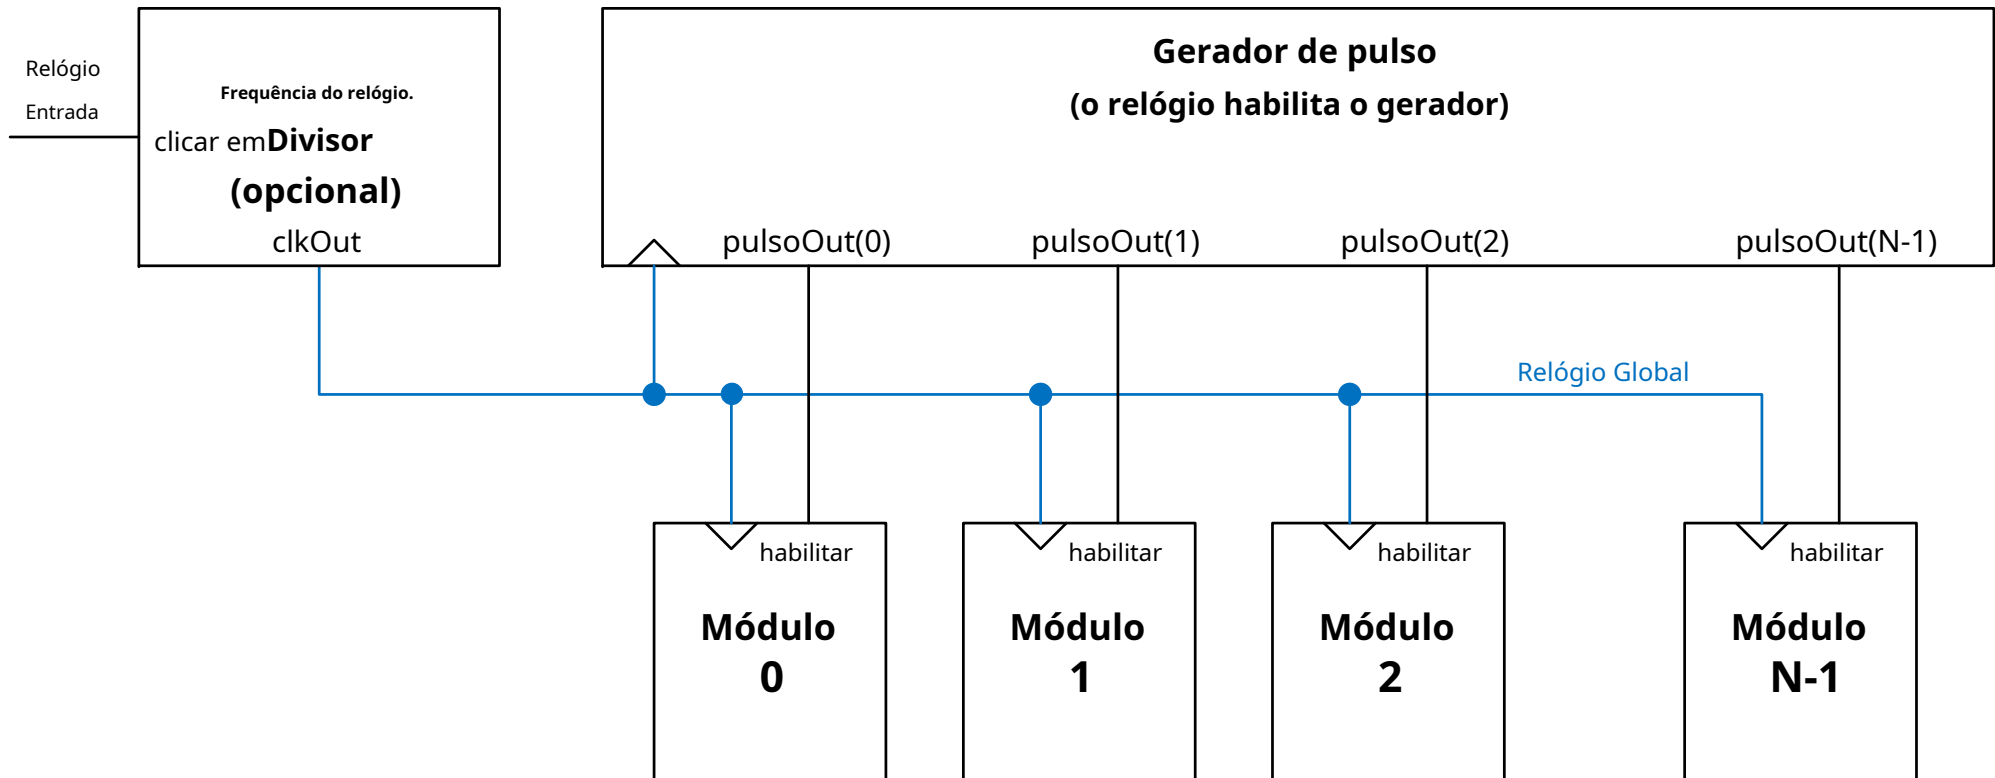 Relógio
Entrada
Frequência do relógio.
clicar emDivisor
(opcional)
clkOut
Gerador de pulso
(o relógio habilita o gerador)
pulsoOut(0)
pulsoOut(1)
pulsoOut(2)
pulsoOut(N-1)
Relógio Global
habilitar
Módulo
0
habilitar
Módulo
1
habilitar
Módulo
2
habilitar
Módulo
N-1